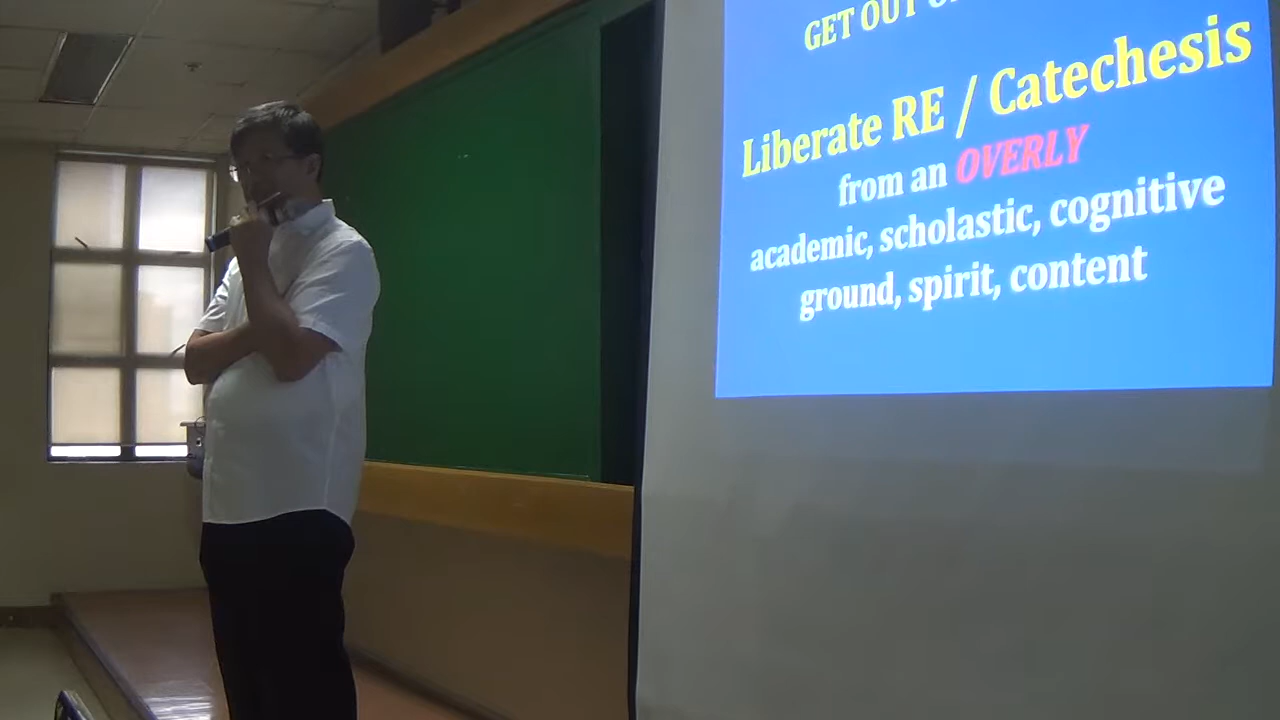 GET OUT
Liberate RE / Catechesis
from an OVERLY
academic, scholastic, cognitive
ground, spirit, content